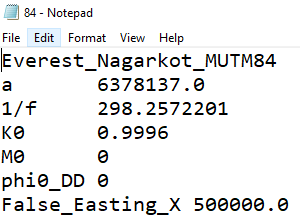 84 - Notepad
File Edit Format View Help
Everest_Nagarkot_MUTM84
a 6378137.0
1/f 298.2572201
K0 0.9996
M0 0
phi0_DD 0
False_Easting_X 500000.0